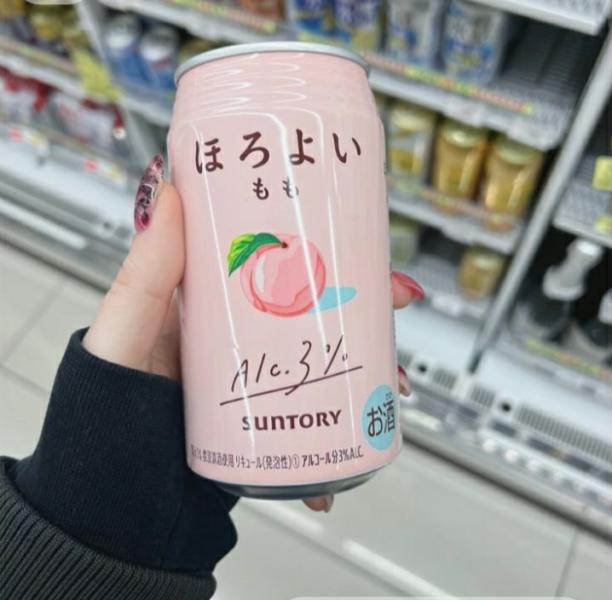 ほろよい
もも
Alc.3%
SUNTORY
お酒
リキュール(発泡性)① アルコール分3%ALC.